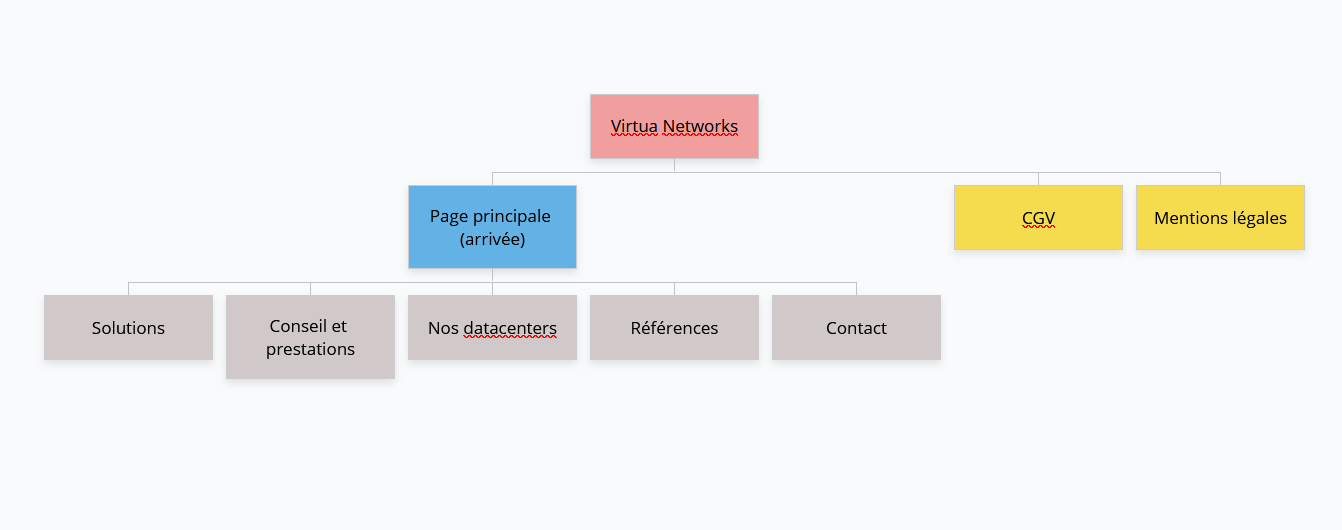 Virtua Networks
Page principale
(arrivée)
CGV
Mentions légales
Solutions
Conseil et
prestations
Nos datacenters
Références
Contact